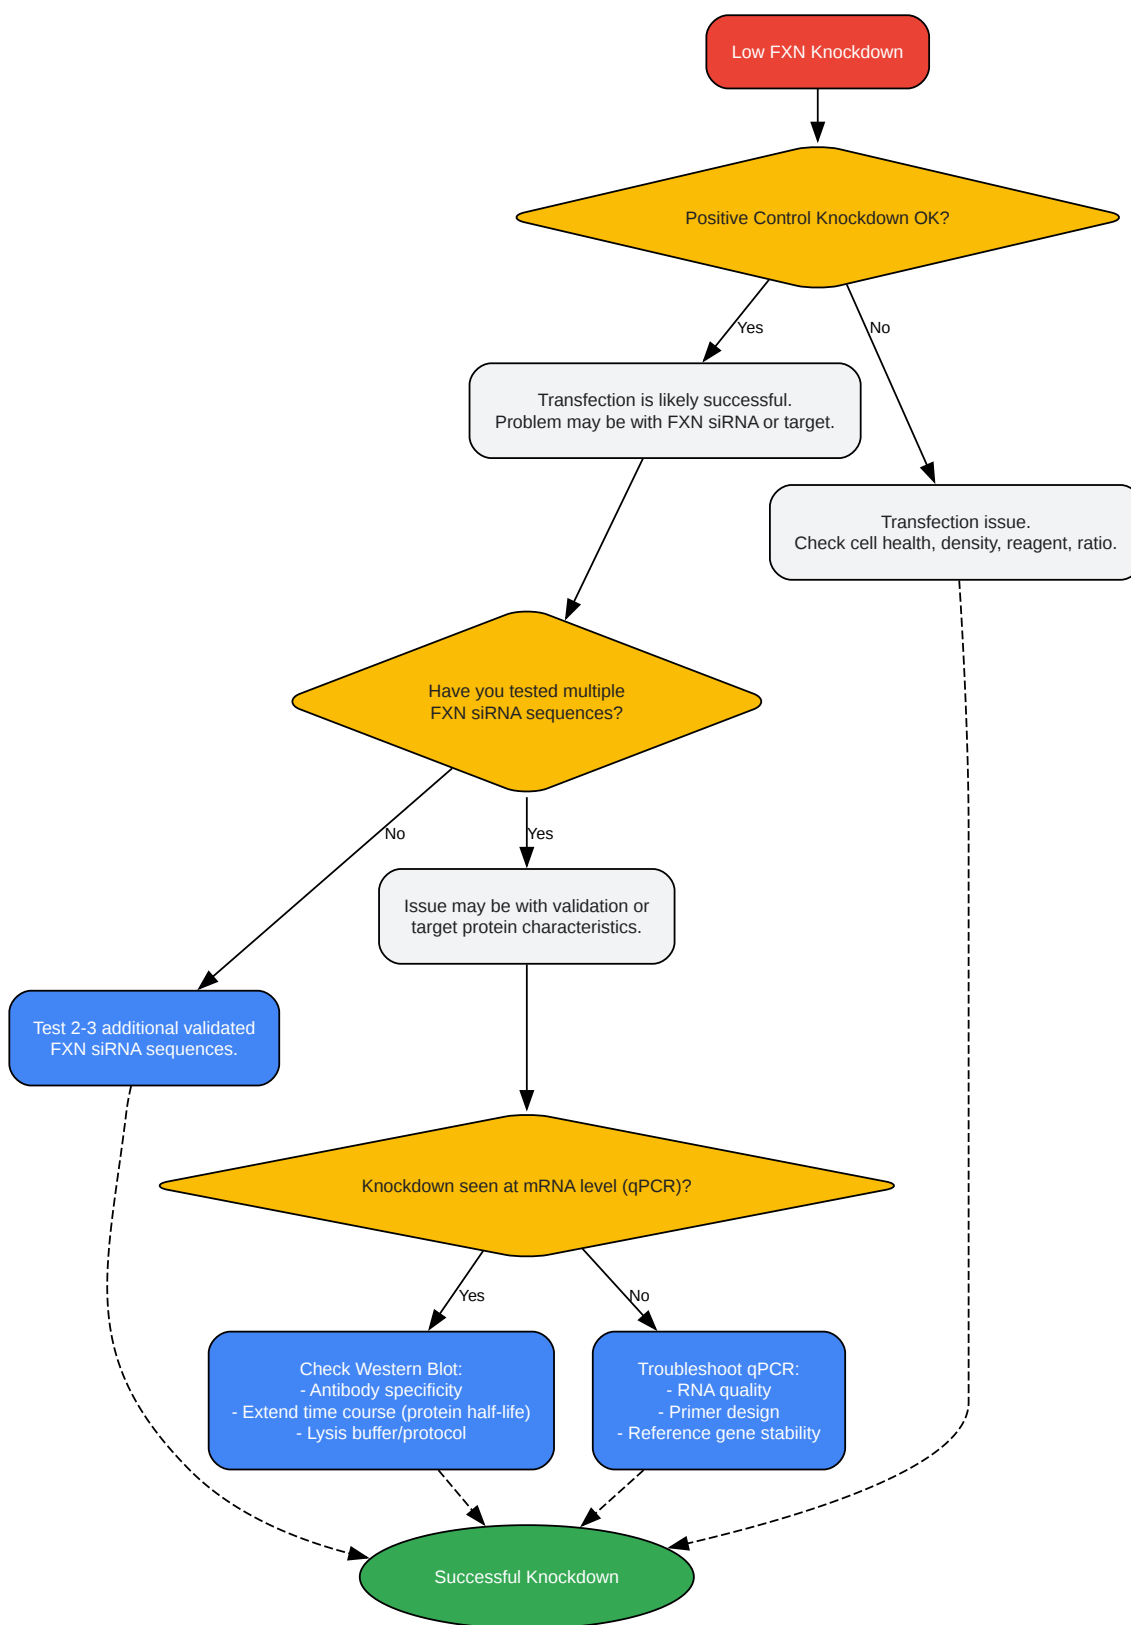 Low FXN Knockdown
Positive Control Knockdown OK?
Yes
No
Transfection is likely successful.
Problem may be with FXN siRNA or target.
Transfection issue.
Check cell health, density, reagent, ratio.
Have you tested multiple
FXN siRNA sequences?
No
Yes
Issue may be with validation or
target protein characteristics.
Test 2-3 additional validated
FXN siRNA sequences.
Knockdown seen at mRNA level (qPCR)?
Yes
No
Check Western Blot:
- Antibody specificity
- Extend time course (protein half-life)
- Lysis buffer/protocol
Troubleshoot qPCR:
- RNA quality
- Primer design
- Reference gene stability
Successful Knockdown